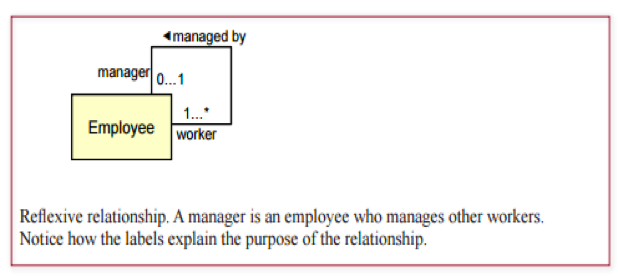 ◄managed by
manager
0...1
1...*
Employee
worker
Reflexive relationship. A manager is an employee who manages other workers.
Notice how the labels explain the purpose of the relationship.